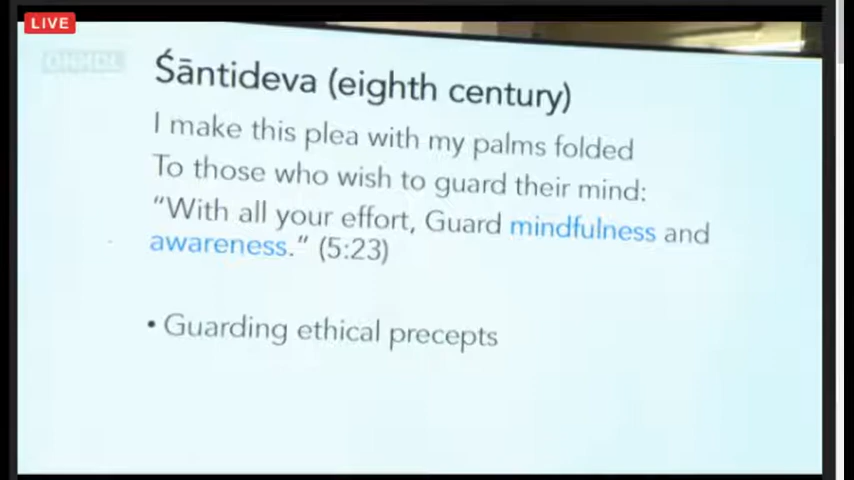 LIVE
OHHDL
Śāntideva (eighth century)
I make this plea with my palms folded
To those who wish to guard their mind:
“With all your effort, Guard mindfulness and
awareness.” (5:23)
• Guarding ethical precepts